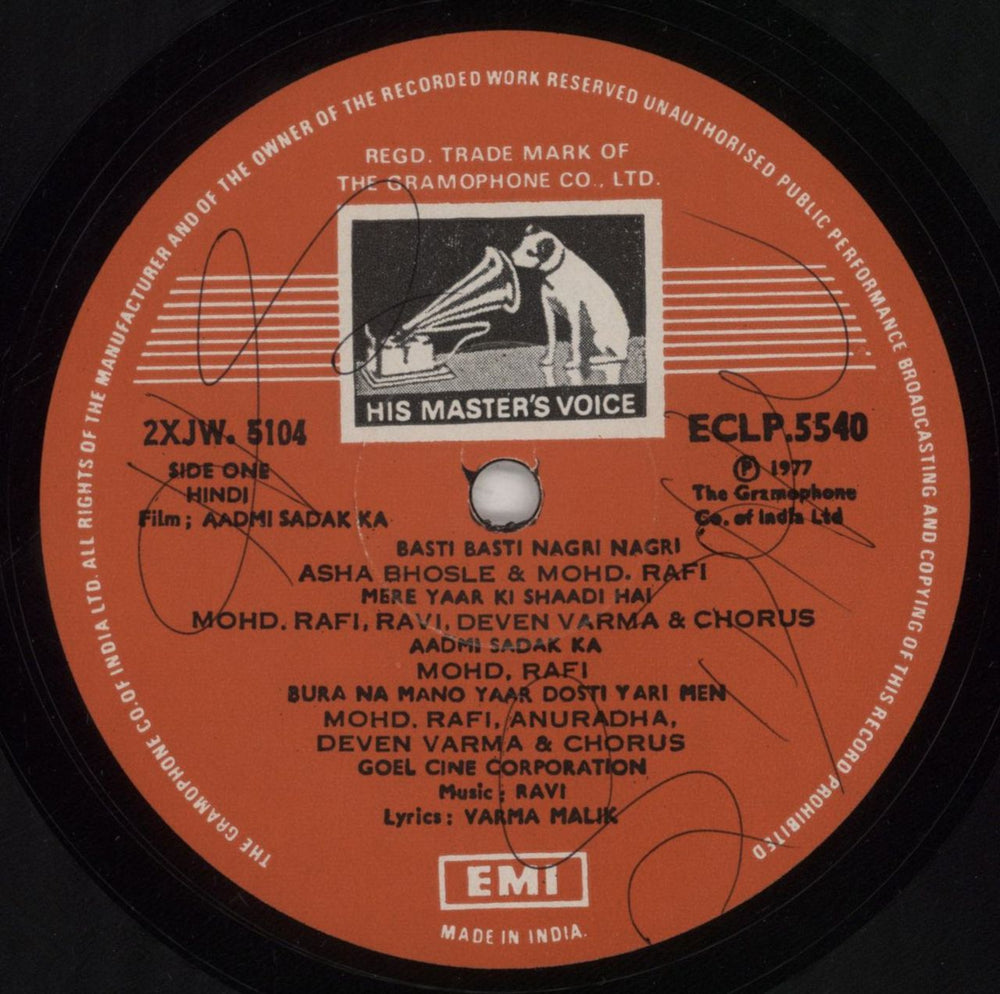 THE GRAMOPHONE CO. OF INDIA LTD. ALL RIGHTS OF THE MANUFACTURER AND OF THE OWNER OF THE RECORDED WORK RESERVED UNAUTHORISED PUBLIC PERFORMANCE BROADCASTING AND COPYING OF THIS RECORD PROHIBITED
REGD. TRADE MARK OF
THE GRAMOPHONE CO., LTD.
HIS MASTER'S VOICE
2XJW. 5104
ECLP.5540
SIDE ONE
HINDI
Film ; AADMI SADAK KA
Ⓟ 1977
The Gramophone
Co. of India Ltd
BASTI BASTI NAGRI NAGRI
ASHA BHOSLE & MOHD. RAFI
MERE YAAR KI SHAADI HAI
MOHD. RAFI, RAVI, DEVEN VARMA & CHORUS
AADMI SADAK KA
MOHD, RAFI
BURA NA MANO YAAR DOSTI YARI MEN
MOHD. RAFI, ANURADHA,
DEVEN VARMA & CHORUS
GOEL CINE CORPORATION
Music : RAVI
Lyrics : VARMA MALIK
EMI
MADE IN INDIA.